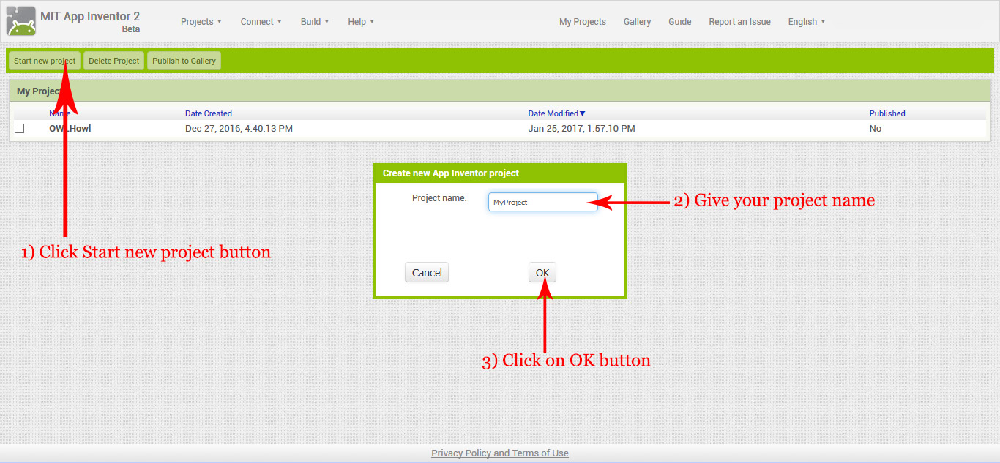 MIT App Inventor 2
Beta
Projects Connect Build Help My Projects Gallery Guide Report an Issue English
Start new project Delete Project Publish to Gallery
My Projects
Name Date Created Date Modified Published
OWLHowl Dec 27, 2016, 4:40:13 PM Jan 25, 2017, 1:57:10 PM No
Create new App Inventor project
Project name: MyProject
2) Give your project name
1) Click Start new project button
Cancel OK
3) Click on OK button
Privacy Policy and Terms of Use